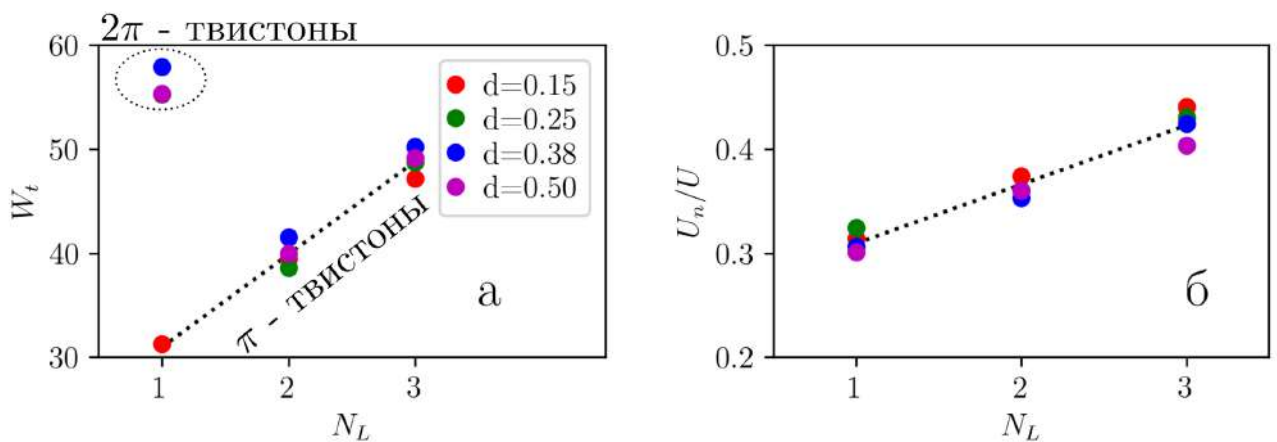 2π - твистоны
60
50
40
30
W_t
d=0.15
d=0.25
d=0.38
d=0.50
π - твистоны
а
1 2 3
N_L
0.5
0.4
0.3
0.2
U_n/U
б
1 2 3
N_L